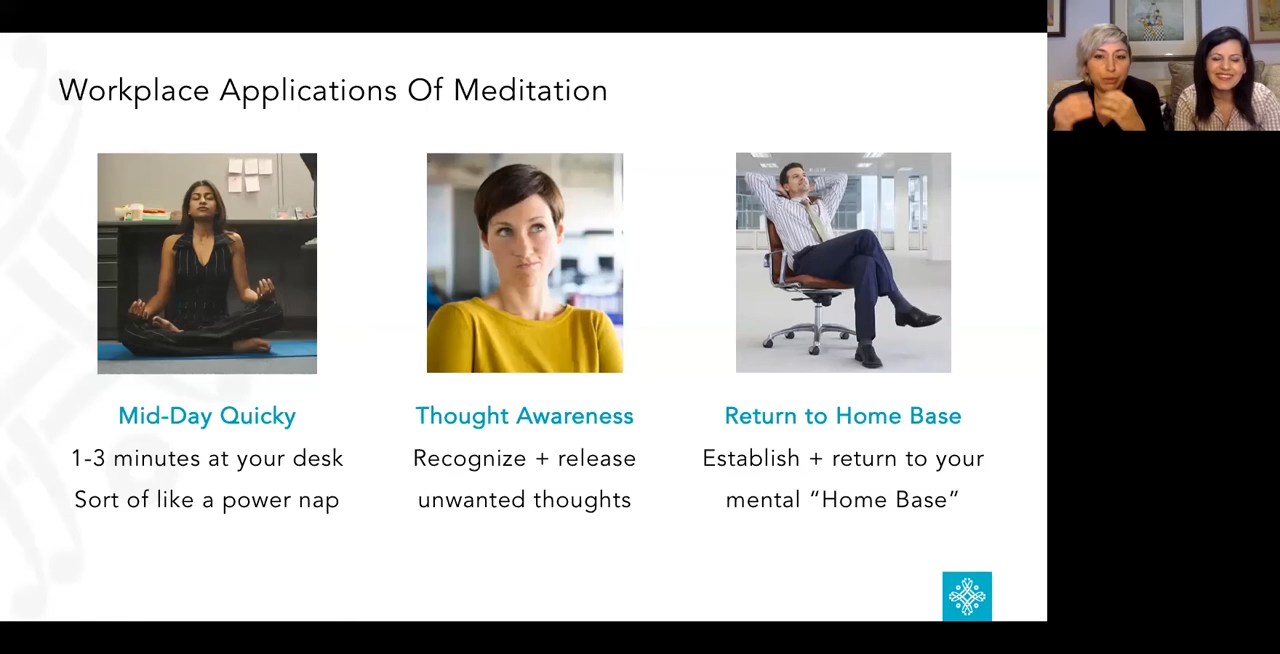 Workplace Applications Of Meditation
Mid-Day Quicky
1-3 minutes at your desk
Sort of like a power nap
Thought Awareness
Recognize + release
unwanted thoughts
Return to Home Base
Establish + return to your
mental “Home Base”